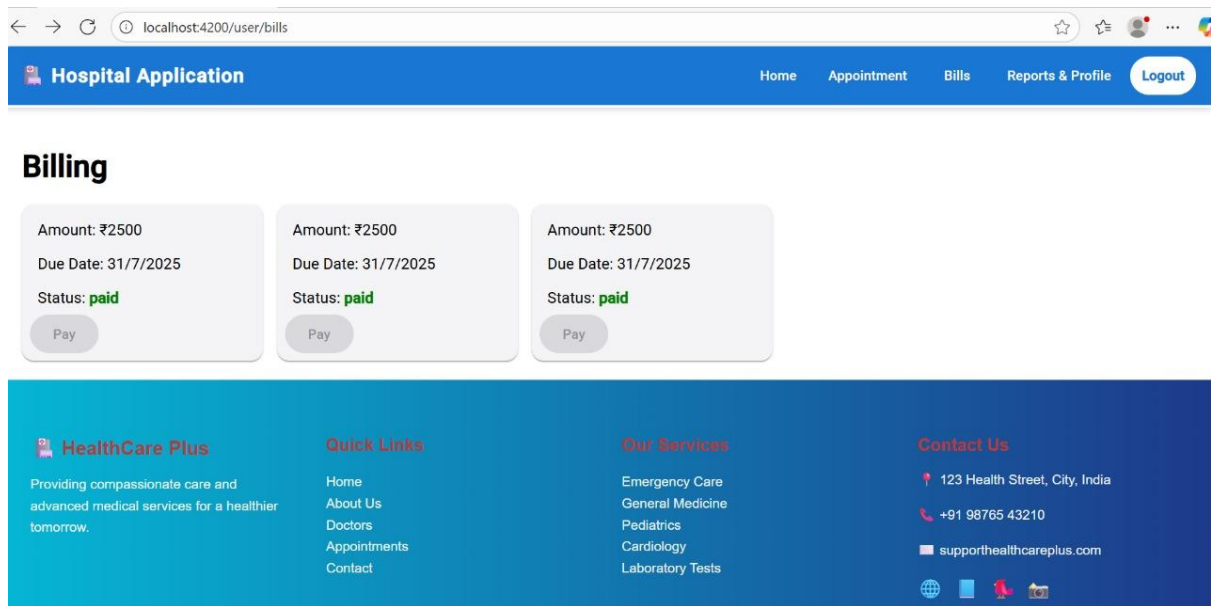 localhost:4200/user/bills
Hospital Application
Home Appointment Bills Reports & Profile Logout
Billing
Amount: ₹2500
Due Date: 31/7/2025
Status: paid
Pay
Amount: ₹2500
Due Date: 31/7/2025
Status: paid
Pay
Amount: ₹2500
Due Date: 31/7/2025
Status: paid
Pay
HealthCare Plus
Providing compassionate care and
advanced medical services for a healthier
tomorrow.
Quick Links
Home
About Us
Doctors
Appointments
Contact
Our Services
Emergency Care
General Medicine
Pediatrics
Cardiology
Laboratory Tests
Contact Us
123 Health Street, City, India
+91 98765 43210
supporthealthcareplus.com